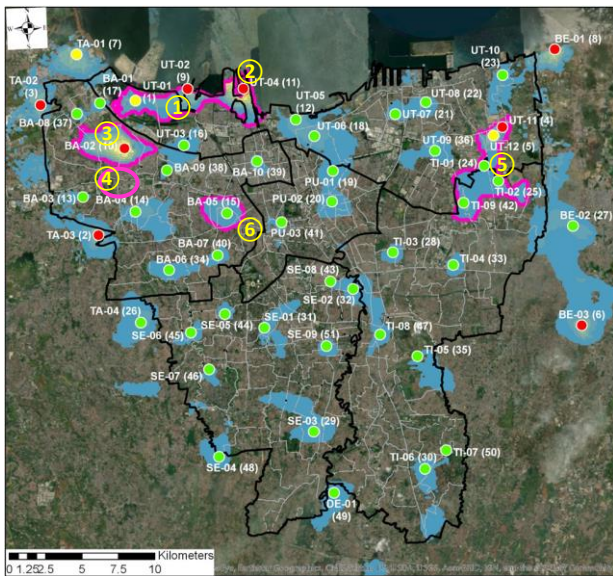 N
TA-01 (7)
UT-02
(9)
2
BE-01 (8)
TA-02
(3)
BA-01
(17)
UT-01
(1)
UT-04 (11)
UT-10
(23)
1
UT-05
(12)
UT-08 (22)
UT-07 (21)
BA-08 (37)
3
UT-03 (16)
UT-06 (18)
UT-11 (4)
UT-09 (36)
UT-12 (5)
BA-02 (10)
TI-01 (24)
5
BA-09 (38)
BA-10 (39)
4
PU-01 (19)
TI-02 (25)
BA-03 (13)
BA-04 (14)
BA-05 (15)
PU-02 (20)
TI-09 (42)
6
BE-02 (27)
TA-03 (2)
PU-03 (41)
BA-07 (40)
TI-03 (28)
BA-06 (34)
TI-04 (33)
SE-08 (43)
SE-02 (32)
TA-04 (26)
SE-05 (44)
SE-01 (31)
BE-03 (6)
SE-06 (45)
SE-09 (51)
TI-08 (67)
TI-05 (35)
SE-07 (46)
SE-03 (29)
SE-04 (48)
TI-06 (30)
TI-07 (50)
DE-01
(49)
Kilometers
0 1.25 2.5 5 7.5 10